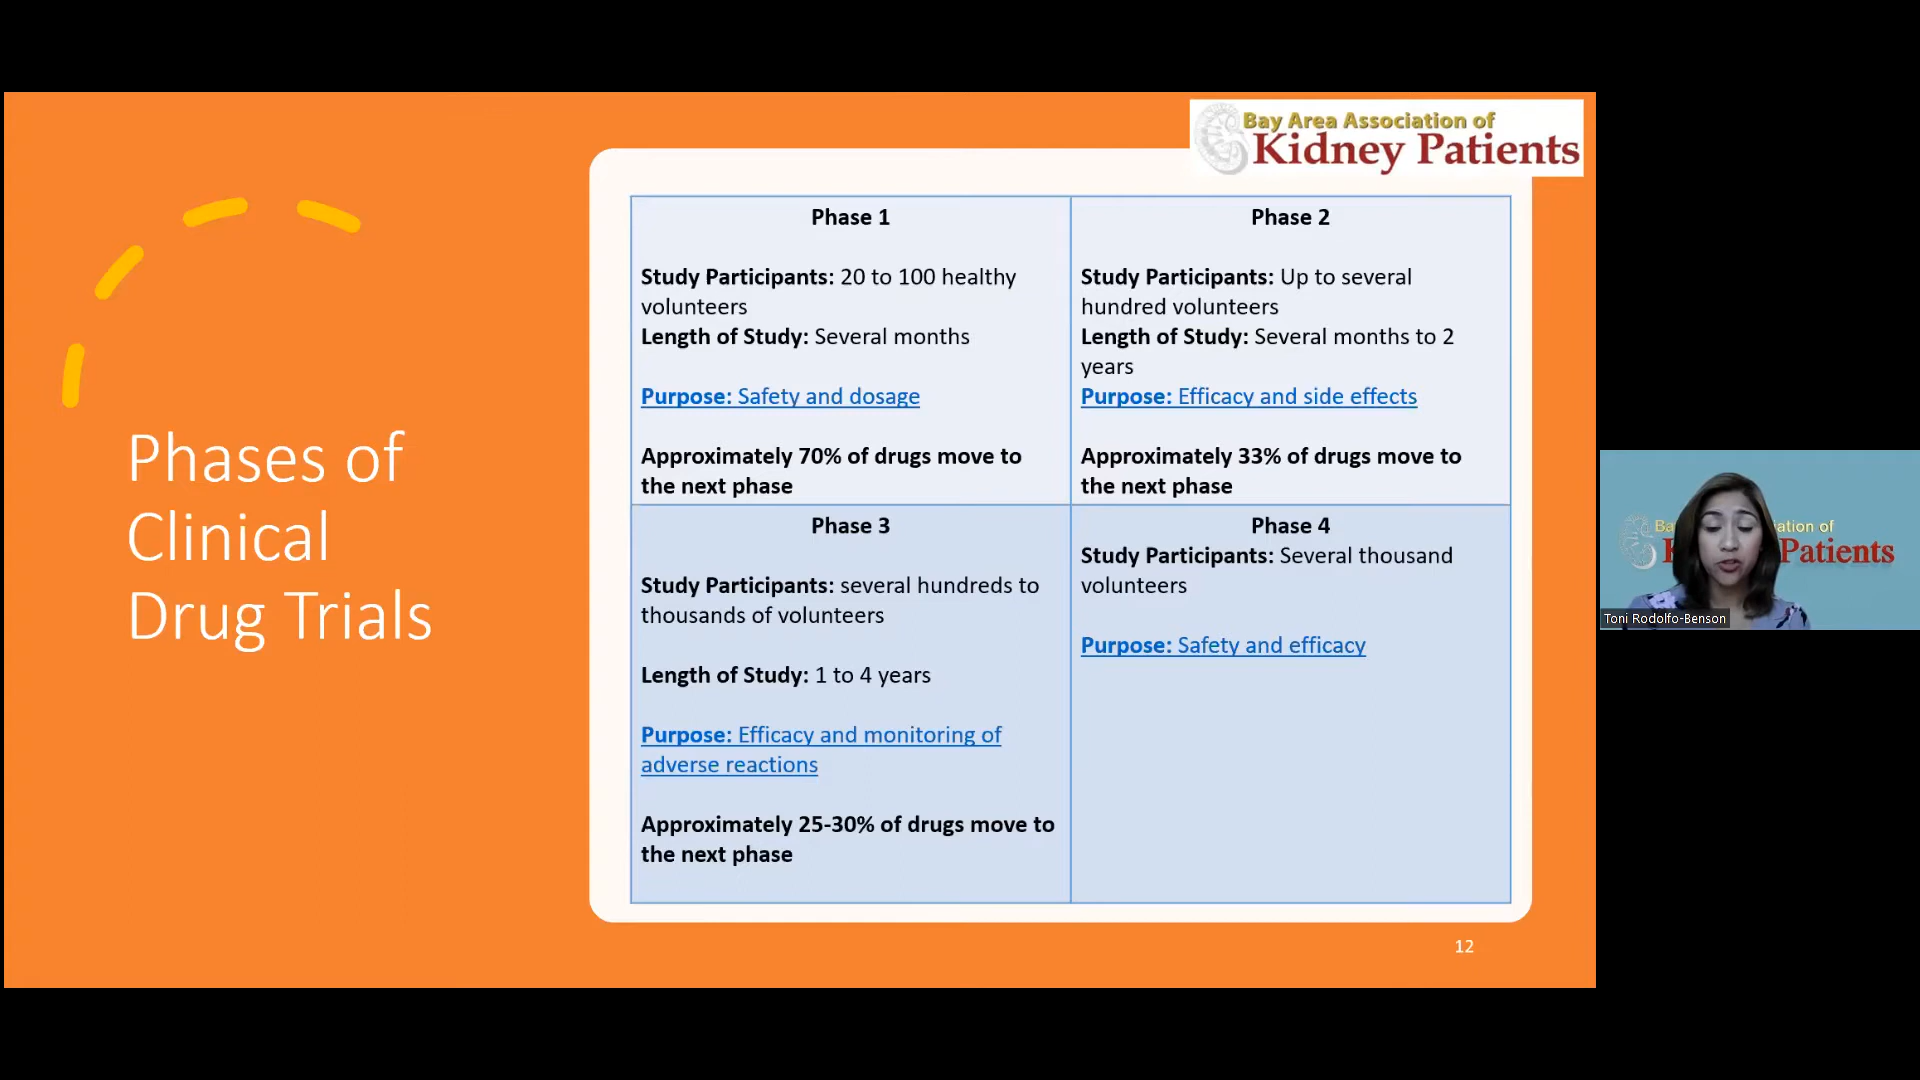 Bay Area Association of
Kidney Patients
Phases of
Clinical
Drug Trials
Phase 1
Study Participants: 20 to 100 healthy
volunteers
Length of Study: Several months
Purpose: Safety and dosage
Approximately 70% of drugs move to
the next phase
Phase 2
Study Participants: Up to several
hundred volunteers
Length of Study: Several months to 2
years
Purpose: Efficacy and side effects
Approximately 33% of drugs move to
the next phase
Phase 3
Study Participants: several hundreds to
thousands of volunteers
Length of Study: 1 to 4 years
Purpose: Efficacy and monitoring of
adverse reactions
Approximately 25-30% of drugs move to
the next phase
Phase 4
Study Participants: Several thousand
volunteers
Purpose: Safety and efficacy
12
of
Patients
Toni Rodolfo-Benson